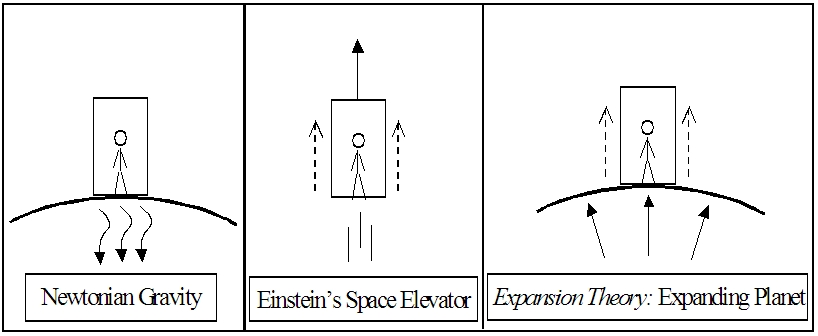 Newtonian Gravity
Einstein's Space Elevator
Expansion Theory: Expanding Planet